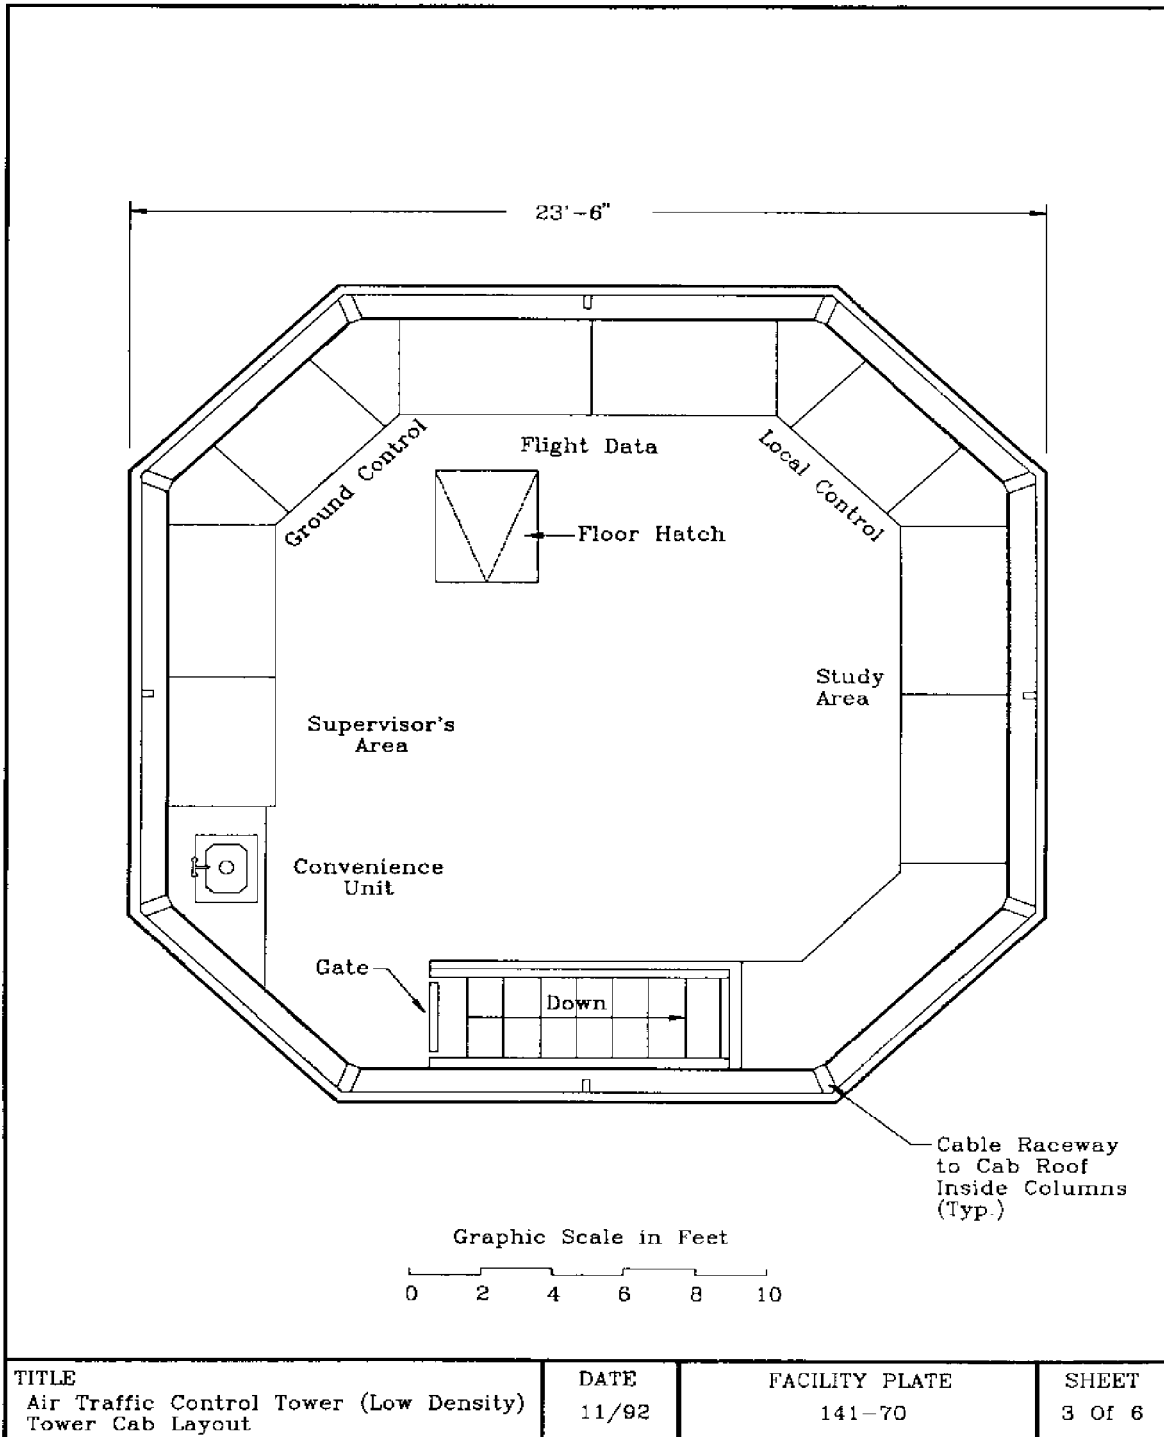 23'-6"
Flight Data
Ground Control
Local Control
Floor Hatch
Study
Area
Supervisor's
Area
Convenience
Unit
Gate
Down
Cable Raceway
to Cab Roof
Inside Columns
(Typ.)
Graphic Scale in Feet
0 2 4 6 8 10
TITLE
Air Traffic Control Tower (Low Density)
Tower Cab Layout
DATE
11/92
FACILITY PLATE
141-70
SHEET
3 Of 6